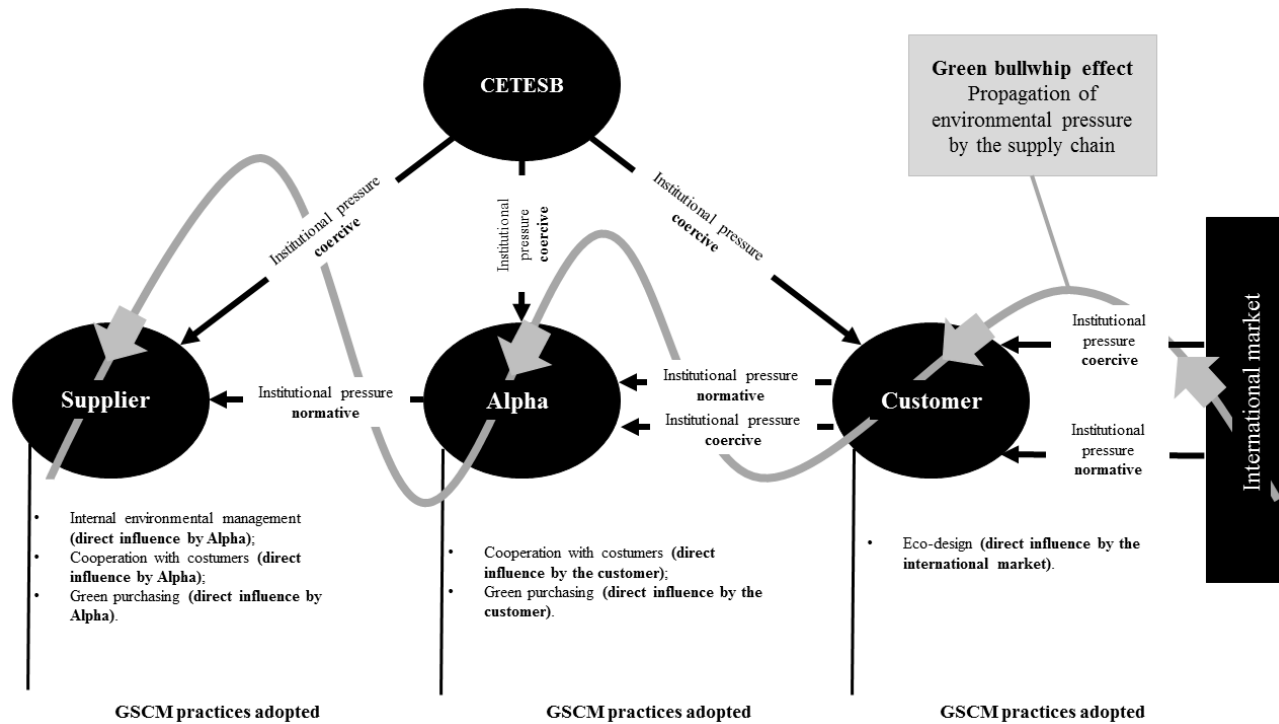 CETESB
Green bullwhip effect
Propagation of
environmental pressure
by the supply chain
Institutional pressure
coercive
Institutional
pressure
coercive
Institutional pressure
coercive
Supplier
Institutional pressure
normative
Alpha
Institutional pressure
normative
Institutional pressure
coercive
Customer
Institutional
pressure
coercive
Institutional
pressure
normative
International market
• Internal environmental management
(direct influence by Alpha);
• Cooperation with costumers (direct
influence by Alpha);
• Green purchasing (direct influence by
Alpha).
• Cooperation with costumers (direct
influence by the customer);
• Green purchasing (direct influence by the
customer).
• Eco-design (direct influence by the
international market).
GSCM practices adopted
GSCM practices adopted
GSCM practices adopted